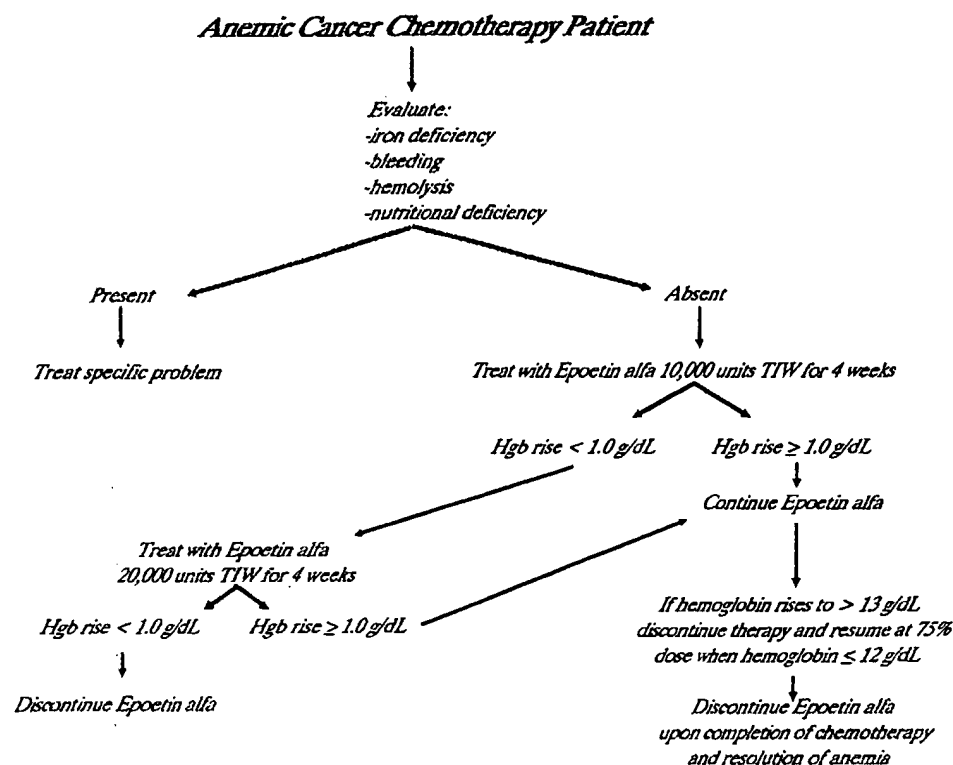 Anemic Cancer Chemotherapy Patient
Evaluate:
-iron deficiency
-bleeding
-hemolysis
-nutritional deficiency
Present
Absent
Treat specific problem
Treat with Epoetin alfa 10,000 units TIW for 4 weeks
Hgb rise < 1.0 g/dL
Hgb rise ≥ 1.0 g/dL
Continue Epoetin alfa
Treat with Epoetin alfa
20,000 units TIW for 4 weeks
Hgb rise < 1.0 g/dL
Hgb rise ≥ 1.0 g/dL
If hemoglobin rises to > 13 g/dL
discontinue therapy and resume at 75%
dose when hemoglobin ≤ 12 g/dL
Discontinue Epoetin alfa
Discontinue Epoetin alfa
upon completion of chemotherapy
and resolution of anemia